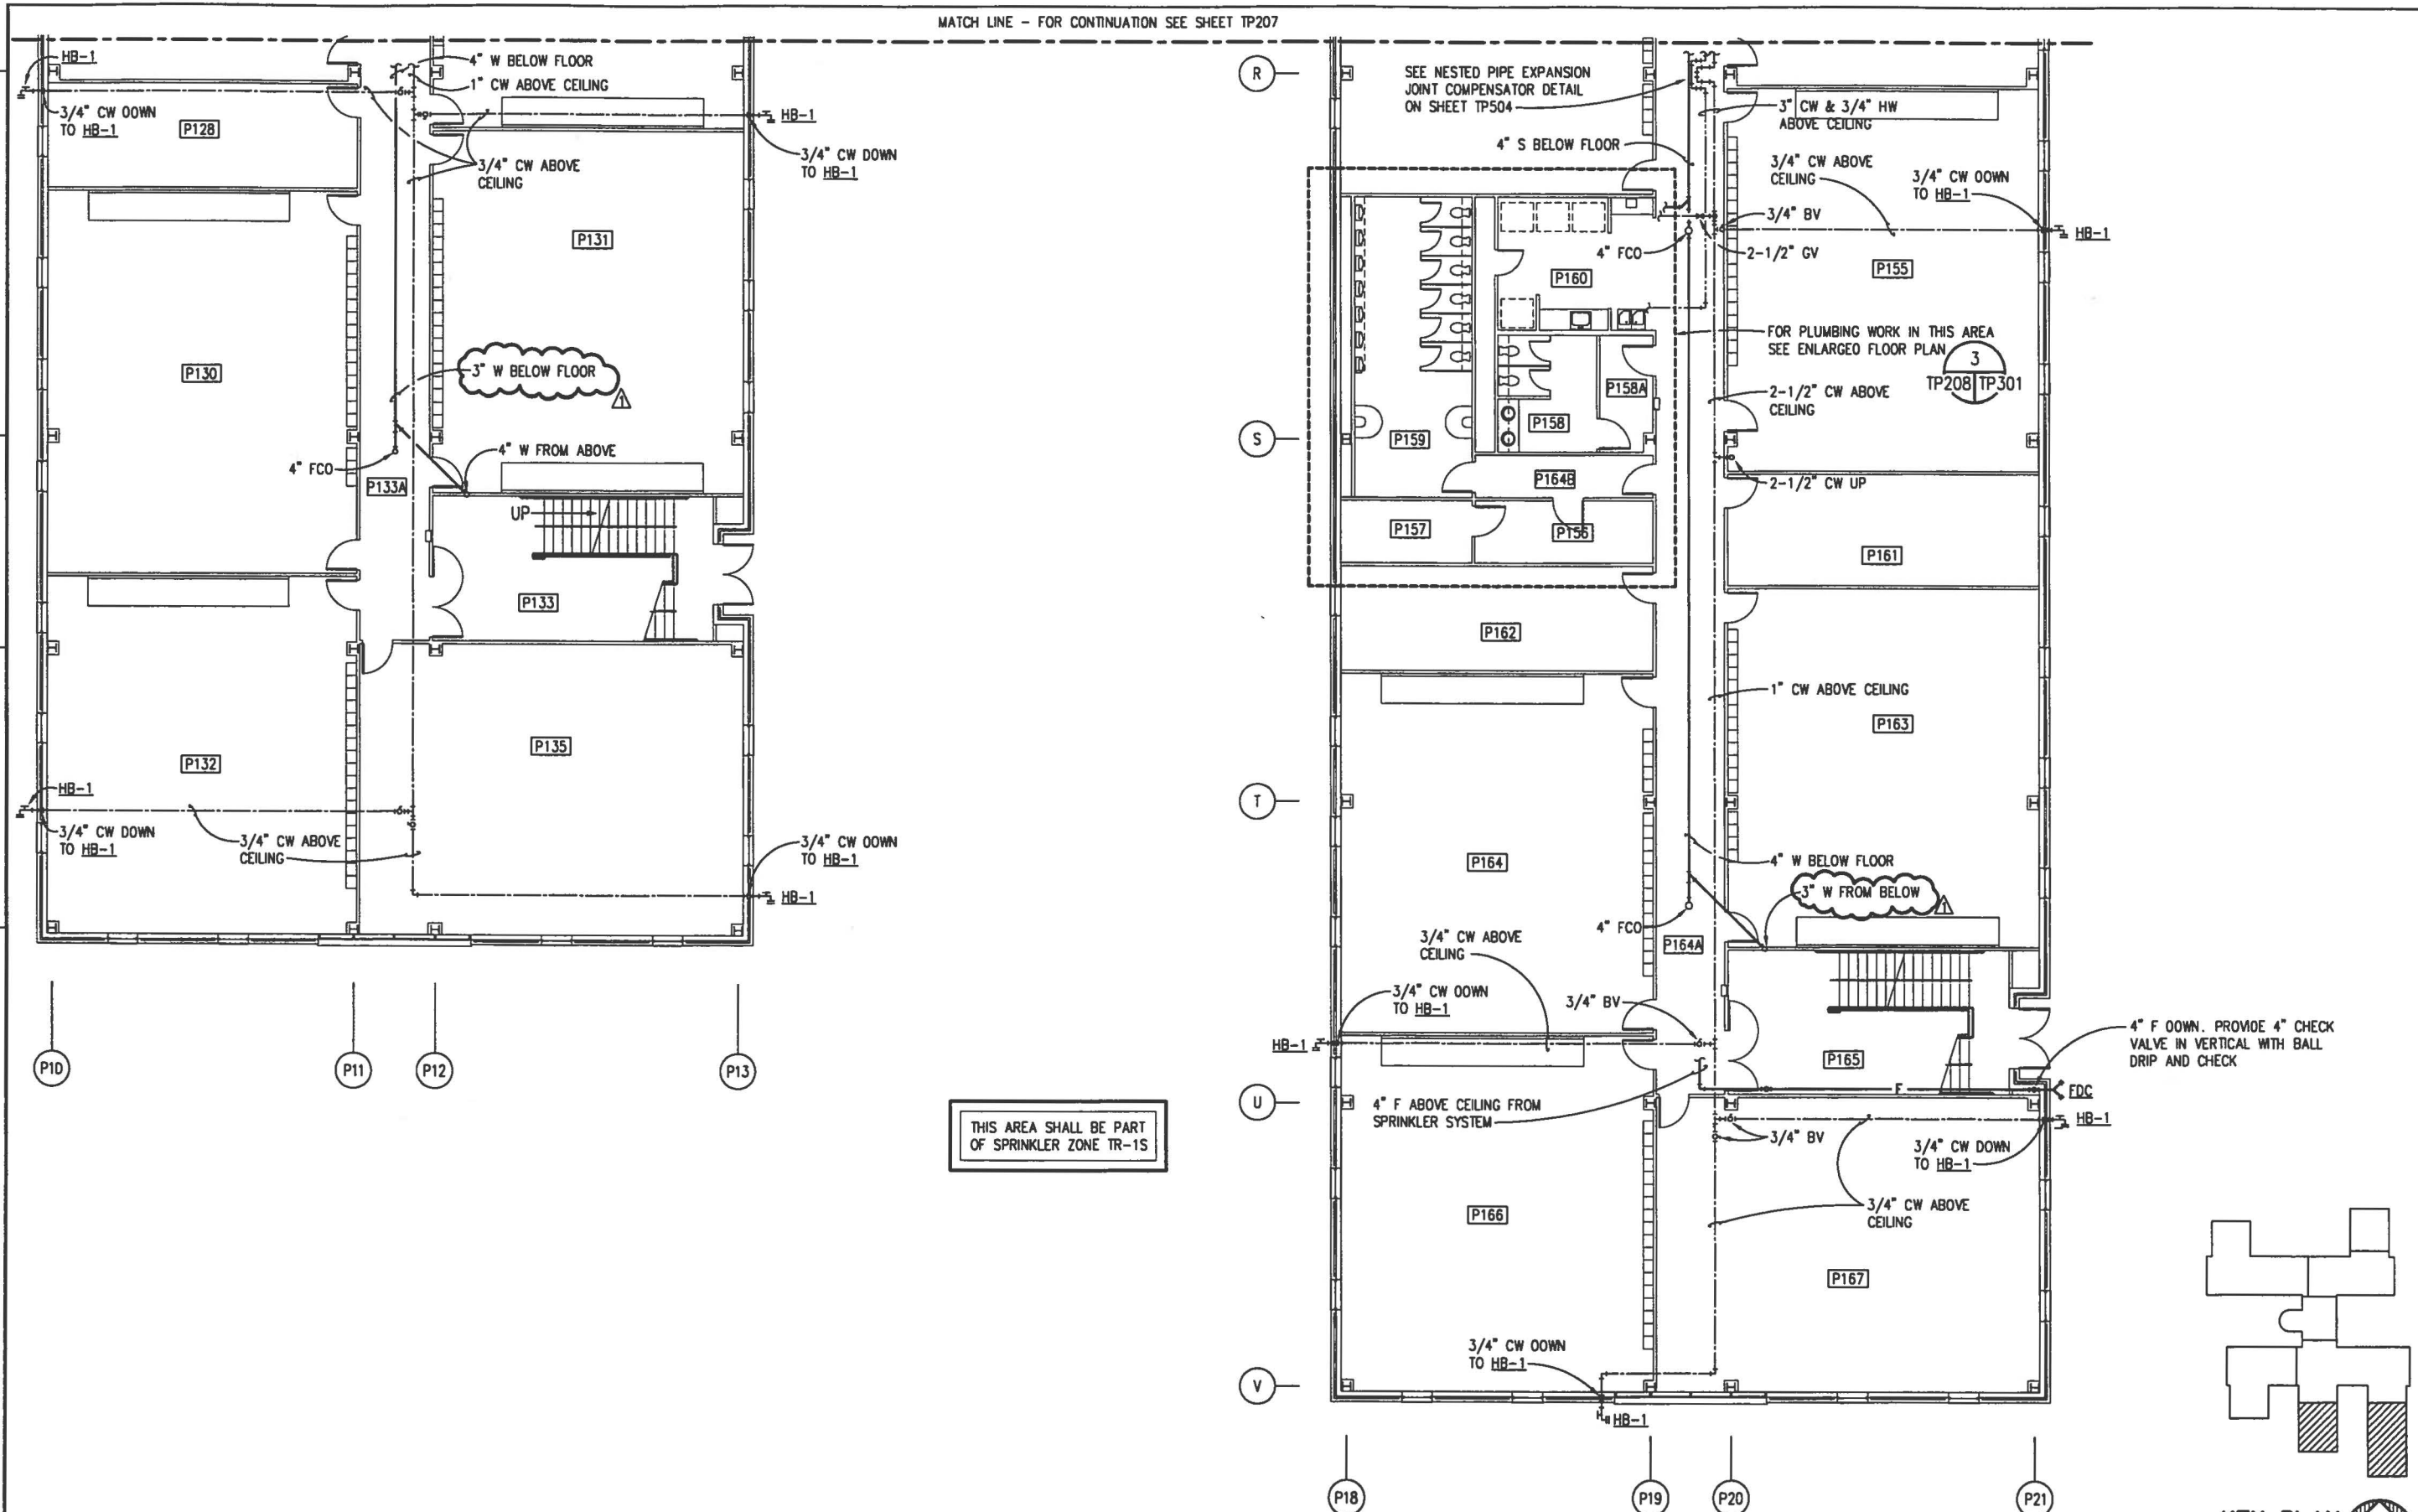 MATCH LINE - FOR CONTINUATION SEE SHEET TP207
HB-1
3/4" CW OOWN
TO HB-1
P128
4" W BELOW FLOOR
1" CW ABOVE CEILING
HB-1
3/4" CW DOWN
TO HB-1
3/4" CW ABOVE
CEILING
P131
P130
3" W BELOW FLOOR
1
4" FCO
4" W FROM ABOVE
P133A
UP
P133
P135
P132
HB-1
3/4" CW DOWN
TO HB-1
3/4" CW ABOVE
CEILING
3/4" CW OOWN
TO HB-1
HB-1
P10
P11
P12
P13
THIS AREA SHALL BE PART
OF SPRINKLER ZONE TR-1S
R
SEE NESTED PIPE EXPANSION
JOINT COMPENSATOR DETAIL
ON SHEET TP504
3" CW & 3/4" HW
ABOVE CEILING
4" S BELOW FLOOR
3/4" CW ABOVE
CEILING
3/4" CW OOWN
TO HB-1
3/4" BV
HB-1
4" FCO
2-1/2" GV
P160
P155
FOR PLUMBING WORK IN THIS AREA
SEE ENLARGEO FLOOR PLAN
3
TP208 TP301
P158A
2-1/2" CW ABOVE
CEILING
S
P159
P158
P164B
2-1/2" CW UP
P157
P156
P161
P162
1" CW ABOVE CEILING
P163
T
P164
4" W BELOW FLOOR
3" W FROM BELOW
1
4" FCO
P164A
3/4" CW ABOVE
CEILING
3/4" CW OOWN
TO HB-1
3/4" BV
HB-1
P165
4" F OOWN. PROVIOE 4" CHECK
VALVE IN VERTICAL WITH BALL
DRIP AND CHECK
F
FDC
U
4" F ABOVE CEILING FROM
SPRINKLER SYSTEM
HB-1
3/4" BV
3/4" CW DOWN
TO HB-1
3/4" CW ABOVE
CEILING
P166
P167
3/4" CW OOWN
TO HB-1
V
HB-1
P18
P19
P20
P21